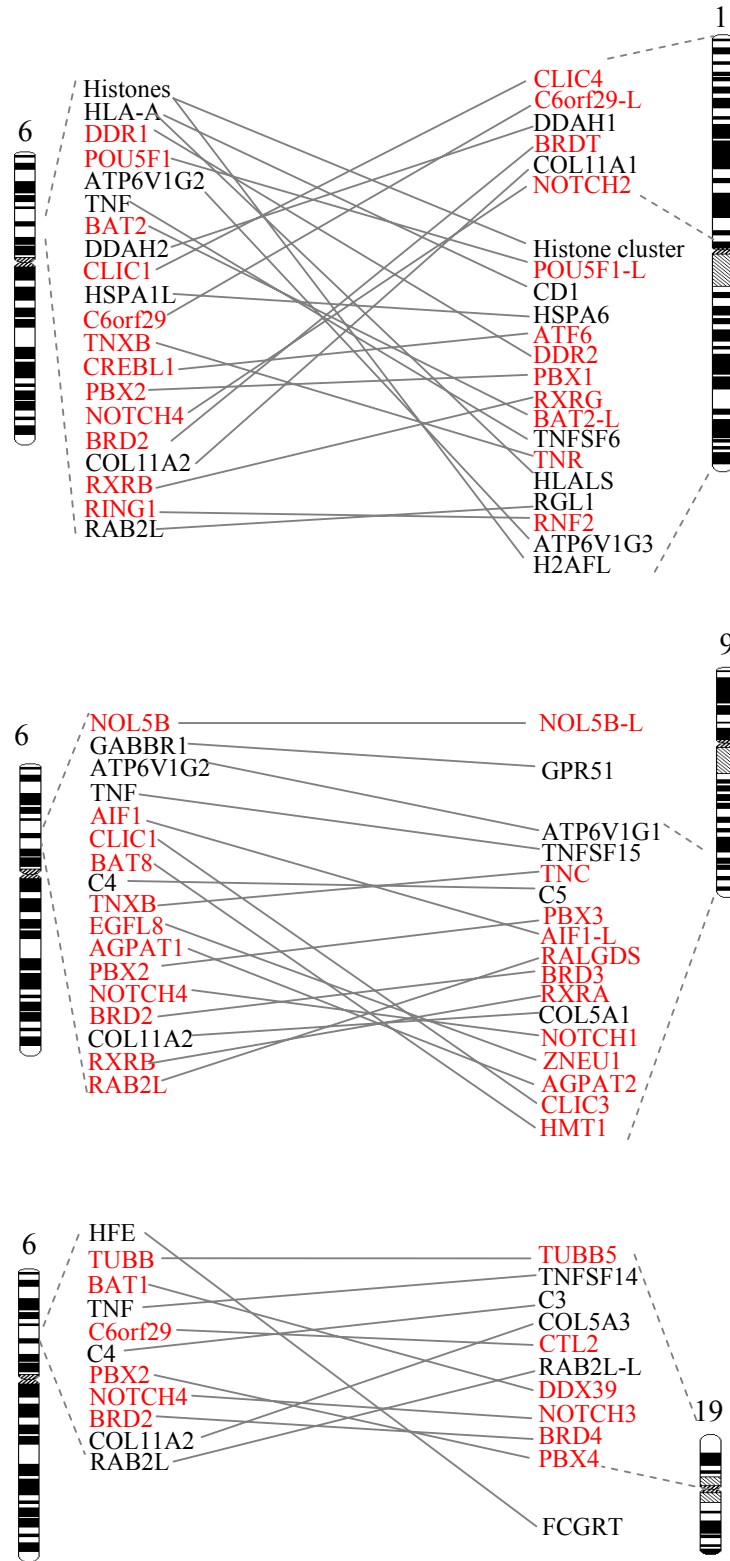 1
6
Histones
HLA-A
DDR1
POU5F1
ATP6V1G2
TNF
BAT2
DDAH2
CLIC1
HSPA1L
C6orf29
TNXB
CREBL1
PBX2
NOTCH4
BRD2
COL11A2
RXRB
RING1
RAB2L
CLIC4
C6orf29-L
DDAH1
BRDT
COL11A1
NOTCH2
Histone cluster
POU5F1-L
CD1
HSPA6
ATF6
DDR2
PBX1
RXRG
BAT2-L
TNFSF6
TNR
HLALS
RGL1
RNF2
ATP6V1G3
H2AFL
9
6
NOL5B
GABBR1
ATP6V1G2
TNF
AIF1
CLIC1
BAT8
C4
TNXB
EGFL8
AGPAT1
PBX2
NOTCH4
BRD2
COL11A2
RXRB
RAB2L
NOL5B-L
GPR51
ATP6V1G1
TNFSF15
TNC
C5
PBX3
AIF1-L
RALGDS
BRD3
RXRA
COL5A1
NOTCH1
ZNEU1
AGPAT2
CLIC3
HMT1
6
HFE
TUBB
BAT1
TNF
C6orf29
C4
PBX2
NOTCH4
BRD2
COL11A2
RAB2L
TUBB5
TNFSF14
C3
COL5A3
CTL2
RAB2L-L
DDX39
NOTCH3
BRD4
PBX4
FCGRT
19